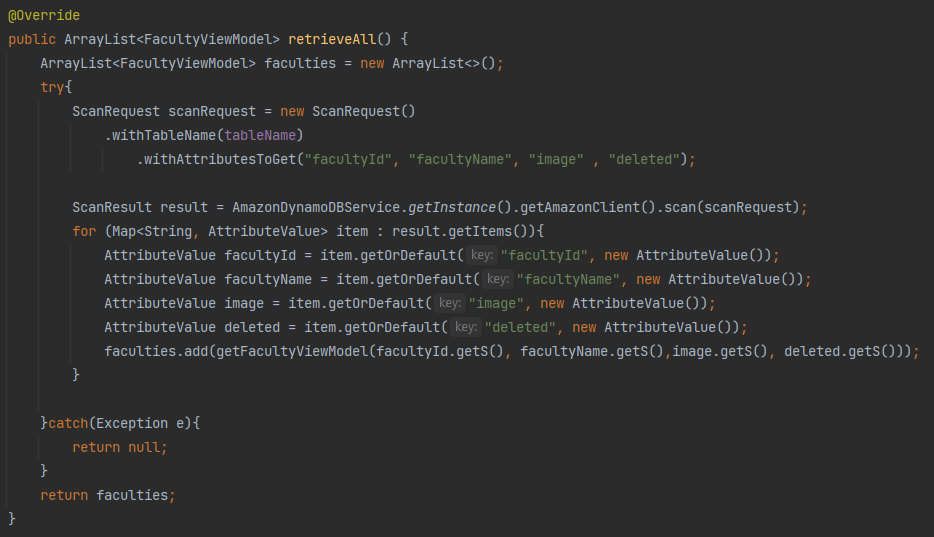 @Override
public ArrayList<FacultyViewModel> retrieveAll() {
ArrayList<FacultyViewModel> faculties = new ArrayList<>();
try{
ScanRequest scanRequest = new ScanRequest()
.withTableName(tableName)
.withAttributesToGet("facultyId", "facultyName", "image" , "deleted");
ScanResult result = AmazonDynamoDBService.getInstance().getAmazonClient().scan(scanRequest);
for (Map<String, AttributeValue> item : result.getItems()){
AttributeValue facultyId = item.getOrDefault( key: "facultyId", new AttributeValue());
AttributeValue facultyName = item.getOrDefault( key: "facultyName", new AttributeValue());
AttributeValue image = item.getOrDefault( key: "image", new AttributeValue());
AttributeValue deleted = item.getOrDefault( key: "deleted", new AttributeValue());
faculties.add(getFacultyViewModel(facultyId.getS(), facultyName.getS(),image.getS(), deleted.getS()));
}
}catch(Exception e){
return null;
}
return faculties;
}